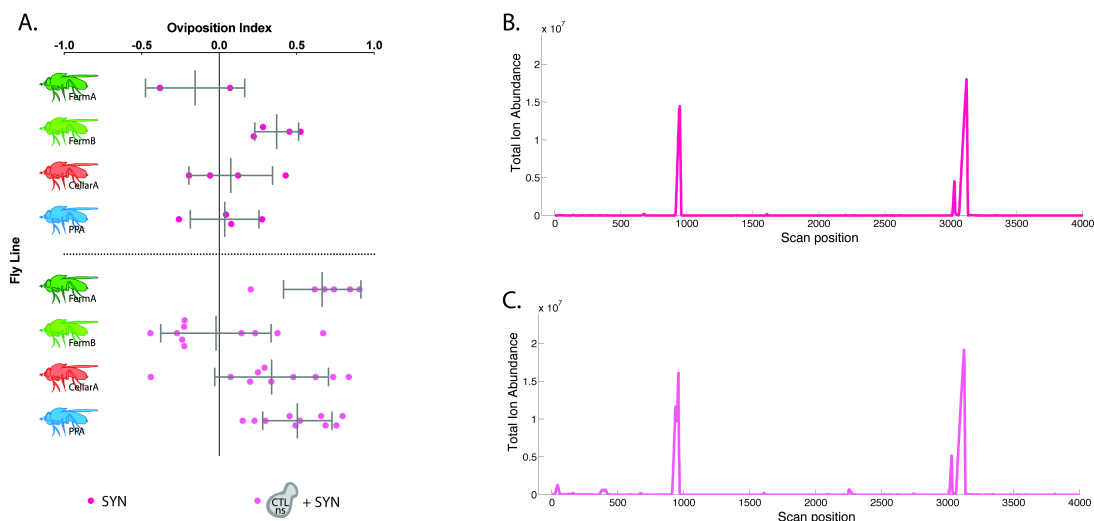 A.
Oviposition Index
-1.0 -0.5 0.0 0.5 1.0
Fly Line
FermA
FermB
CellarA
PPA
FermA
FermB
CellarA
PPA
SYN
CTL
ns
+ SYN
B.
x 10^7
Total Ion Abundance
2
1.5
1
0.5
0
0 500 1000 1500 2000 2500 3000 3500 4000
Scan position
C.
x 10^7
Total Ion Abundance
2
1.5
1
0.5
0
0 500 1000 1500 2000 2500 3000 3500 4000
Scan position